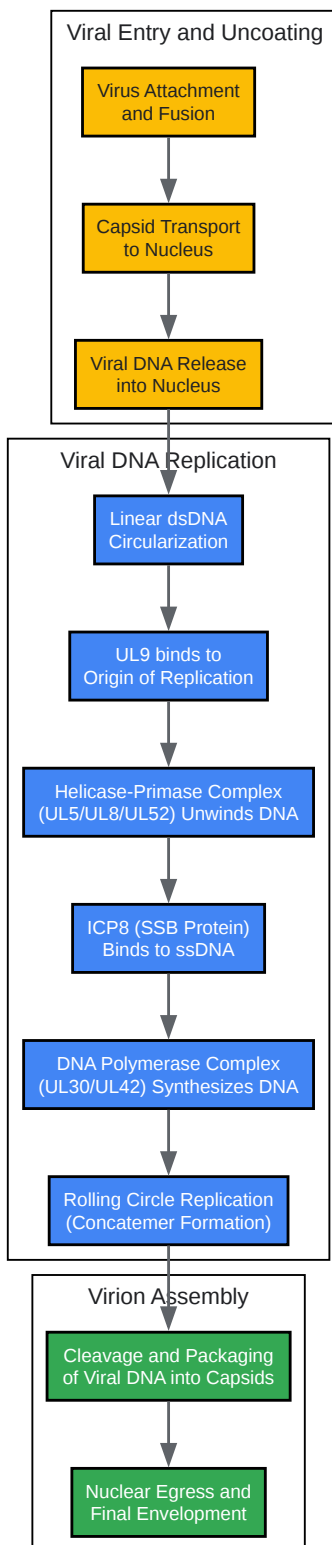 Viral Entry and Uncoating
Virus Attachment
and Fusion
Capsid Transport
to Nucleus
Viral DNA Release
into Nucleus
Viral DNA Replication
Linear dsDNA
Circularization
UL9 binds to
Origin of Replication
Helicase-Primase Complex
(UL5/UL8/UL52) Unwinds DNA
ICP8 (SSB Protein)
Binds to ssDNA
DNA Polymerase Complex
(UL30/UL42) Synthesizes DNA
Rolling Circle Replication
(Concatemer Formation)
Virion Assembly
Cleavage and Packaging
of Viral DNA into Capsids
Nuclear Egress and
Final Envelopment